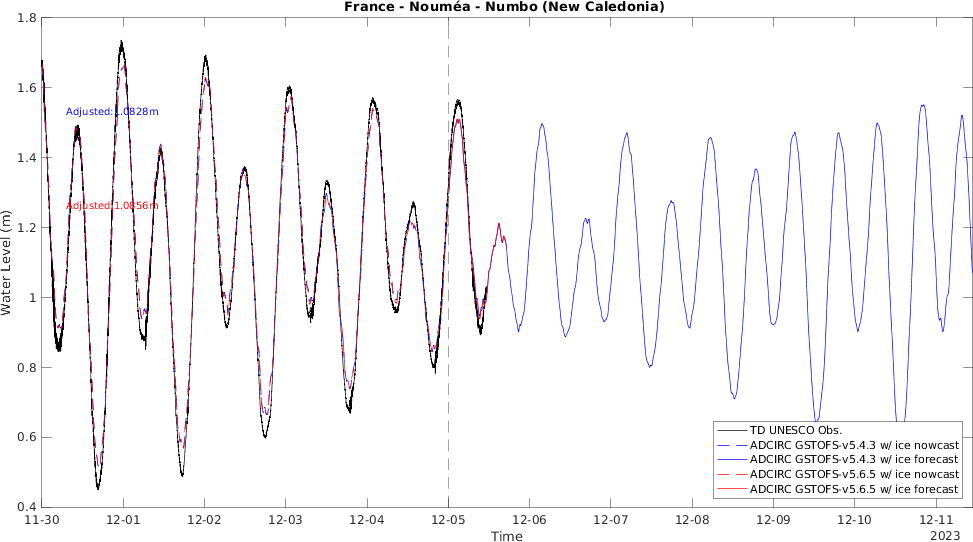 France - Nouméa - Numbo (New Caledonia)
1.8
1.6
1.4
1.2
1
0.8
0.6
0.4
Water Level (m)
Adjusted:1.0828m
Adjusted:1.0856m
TD UNESCO Obs.
ADCIRC GSTOFS-v5.4.3 w/ ice nowcast
ADCIRC GSTOFS-v5.4.3 w/ ice forecast
ADCIRC GSTOFS-v5.6.5 w/ ice nowcast
ADCIRC GSTOFS-v5.6.5 w/ ice forecast
11-30 12-01 12-02 12-03 12-04 12-05 12-06 12-07 12-08 12-09 12-10 12-11
2023
Time